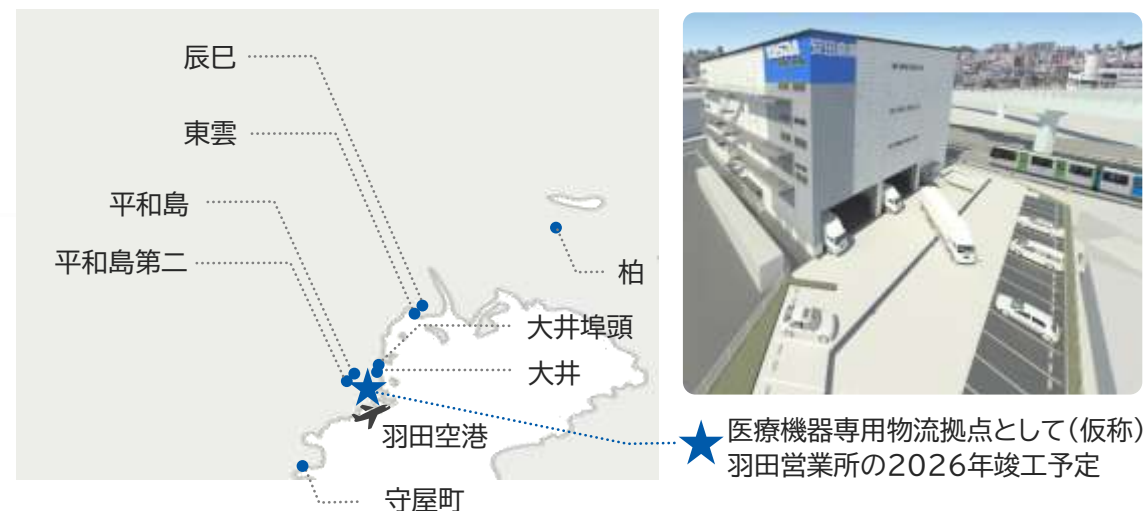 辰巳
東雲
平和島
平和島第二
柏
大井埠頭
大井
羽田空港
守屋町
★医療機器専用物流拠点として(仮称)
羽田営業所の2026年竣工予定